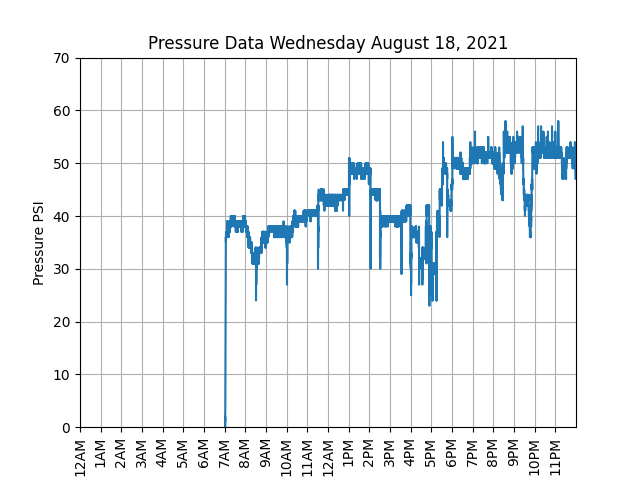 Pressure Data Wednesday August 18, 2021
Pressure PSI
70
60
50
40
30
20
10
0
12AM
1AM
2AM
3AM
4AM
5AM
6AM
7AM
8AM
9AM
10AM
11AM
12AM
1PM
2PM
3PM
4PM
5PM
6PM
7PM
8PM
9PM
10PM
11PM